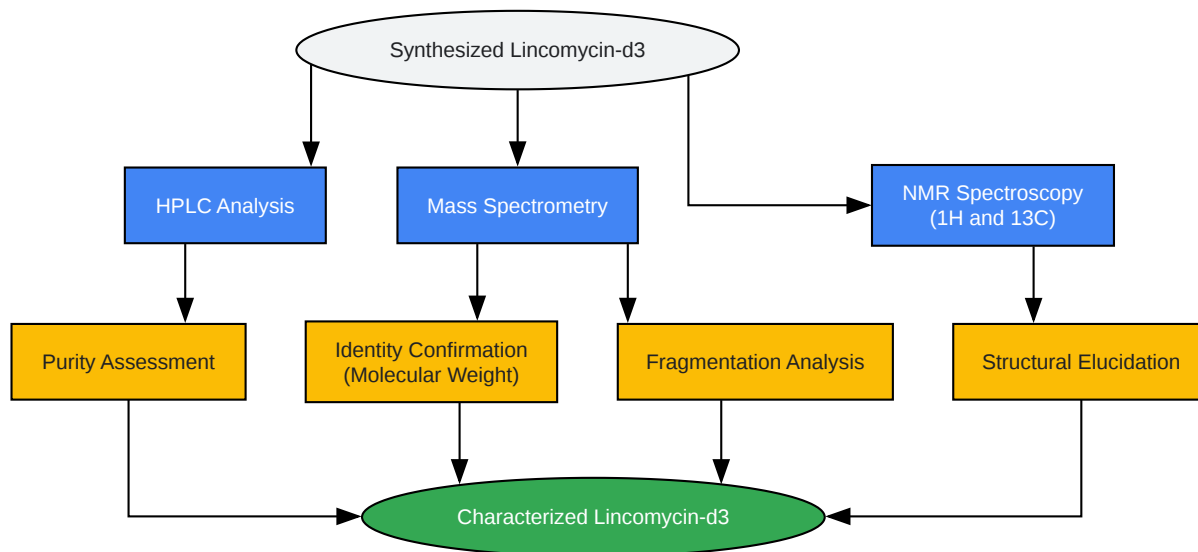 Synthesized Lincomycin-d3
HPLC Analysis
Mass Spectrometry
NMR Spectroscopy
(1H and 13C)
Purity Assessment
Identity Confirmation
(Molecular Weight)
Fragmentation Analysis
Structural Elucidation
Characterized Lincomycin-d3